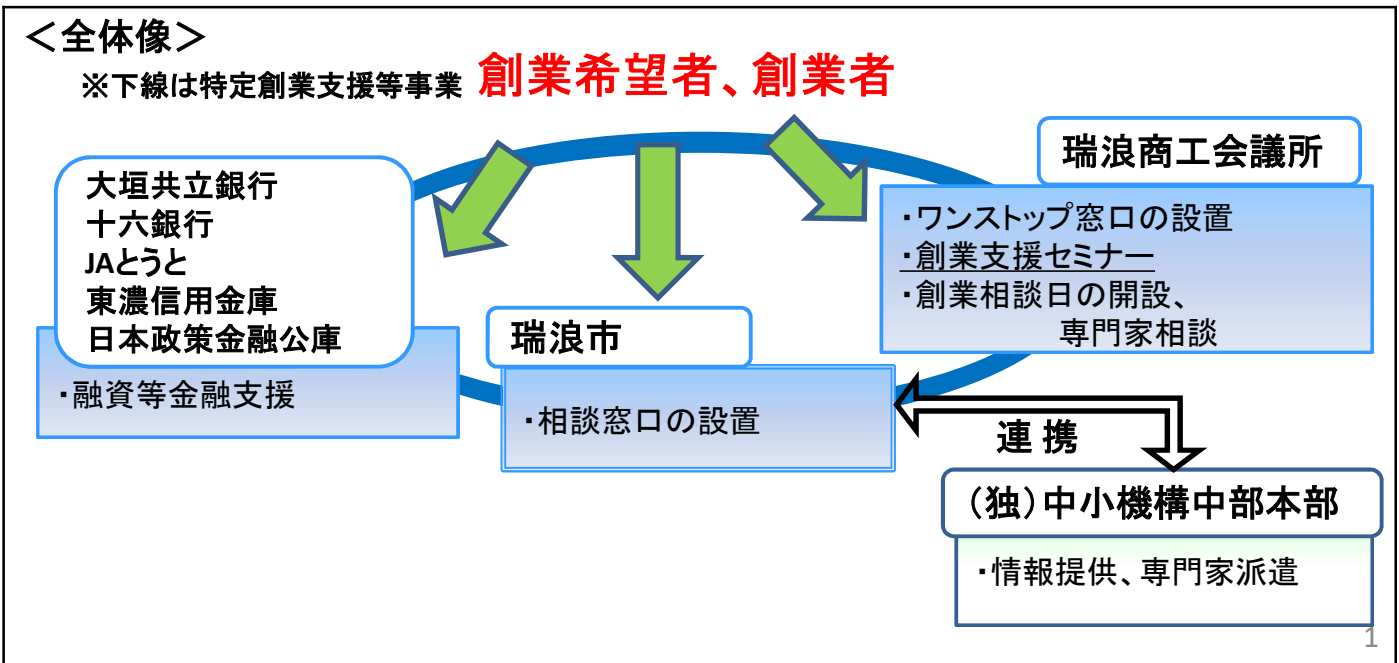 ＜全体像＞
※下線は特定創業支援等事業 創業希望者、創業者
大垣共立銀行
十六銀行
JAとうと
東濃信用金庫
日本政策金融公庫
・融資等金融支援
瑞浪市
・相談窓口の設置
瑞浪商工会議所
・ワンストップ窓口の設置
・創業支援セミナー
・創業相談日の開設、
専門家相談
連 携
（独）中小機構中部本部
・情報提供、専門家派遣
1